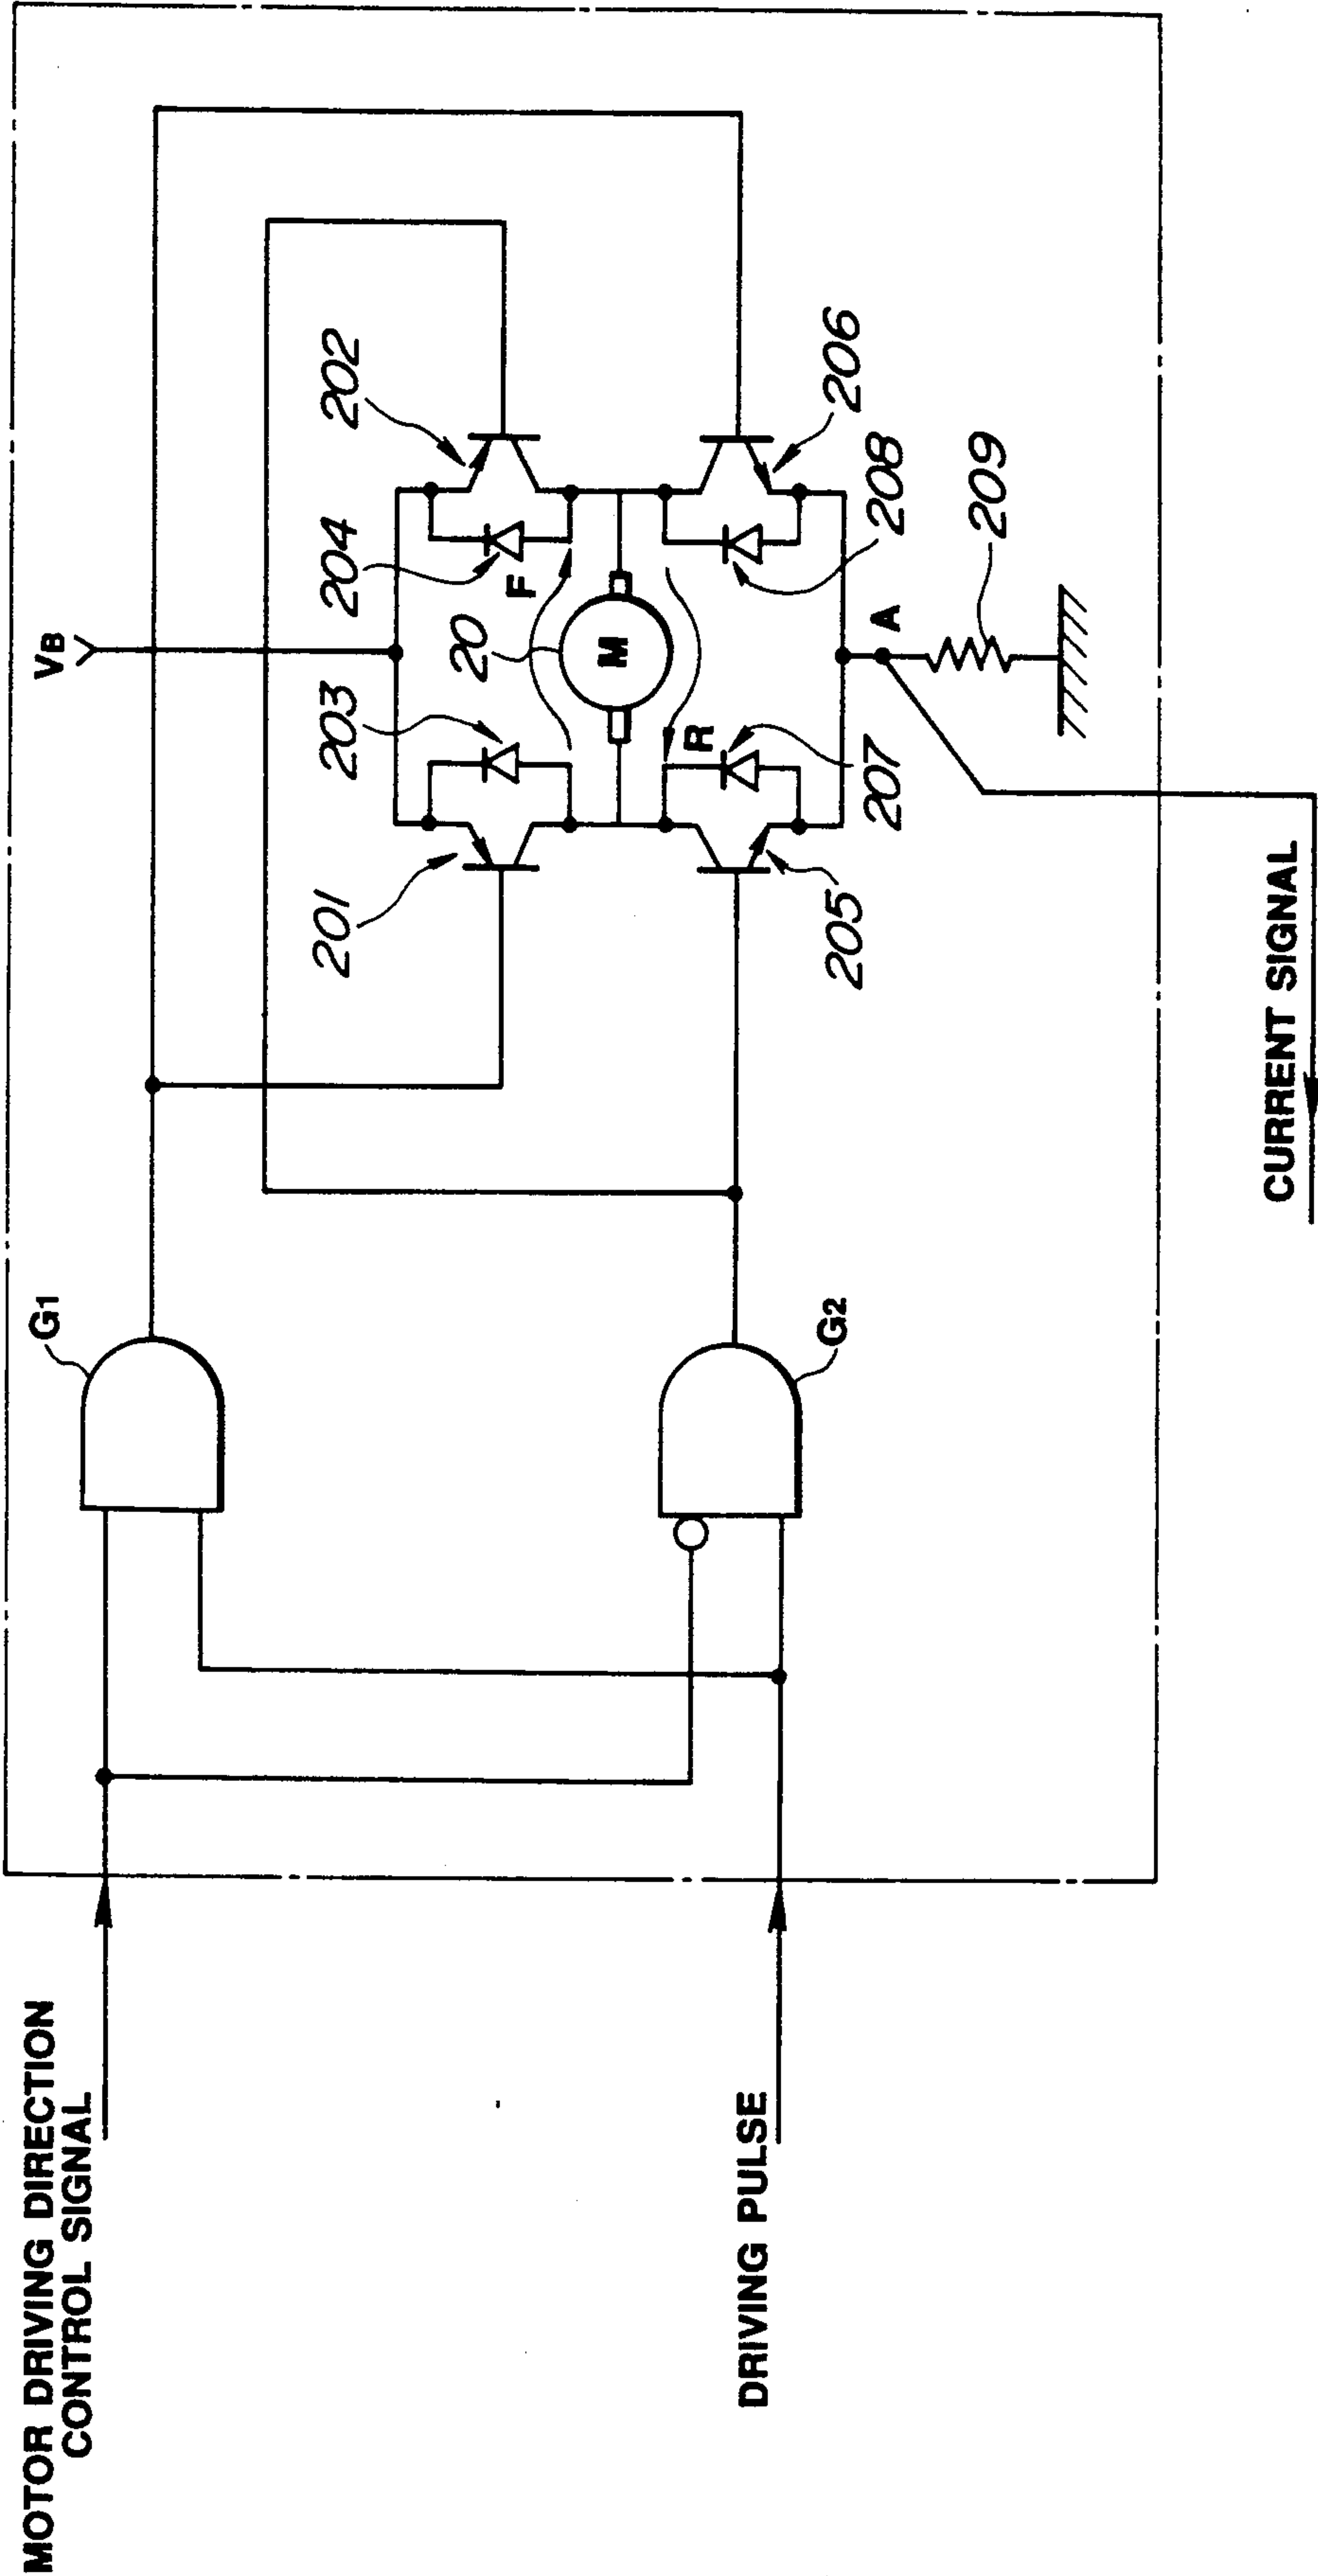 MOTOR DRIVING DIRECTION
CONTROL SIGNAL
DRIVING PULSE
G1
G2
VB
201
202
203
204
20
F
M
R
205
206
207
208
A
209
CURRENT SIGNAL